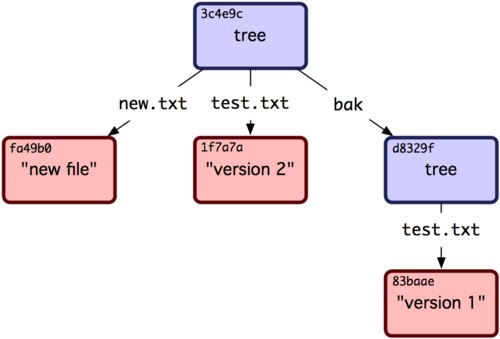 3c4e9c
tree
new.txt test.txt bak
fa49b0
"new file"
1f7a7a
"version 2"
d8329f
tree
test.txt
83baae
"version 1"